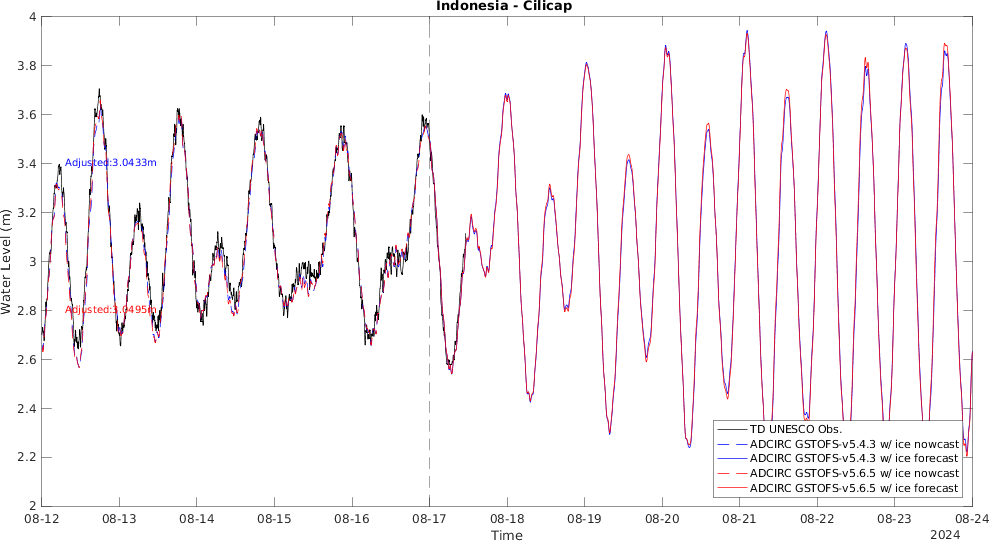 Indonesia - Cilicap
4
3.8
3.6
3.4
3.2
3
2.8
2.6
2.4
2.2
2
Water Level (m)
Adjusted:3.0433m
Adjusted:3.0495m
TD UNESCO Obs.
ADCIRC GSTOFS-v5.4.3 w/ ice nowcast
ADCIRC GSTOFS-v5.4.3 w/ ice forecast
ADCIRC GSTOFS-v5.6.5 w/ ice nowcast
ADCIRC GSTOFS-v5.6.5 w/ ice forecast
08-12 08-13 08-14 08-15 08-16 08-17 08-18 08-19 08-20 08-21 08-22 08-23 08-24
Time
2024